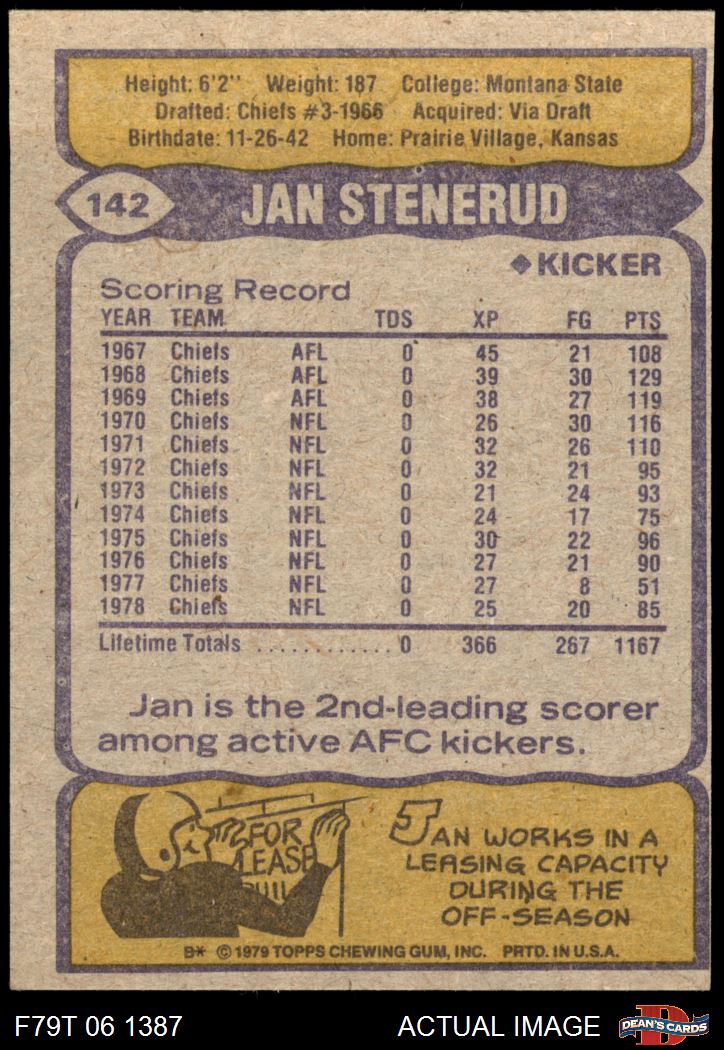 Height: 6'2" Weight: 187 College: Montana State
Drafted: Chiefs #3-1966 Acquired: Via Draft
Birthdate: 11-26-42 Home: Prairie Village, Kansas
142 JAN STENERUD
◆KICKER
Scoring Record
YEAR TEAM TDS XP FG PTS
1967 Chiefs AFL 0 45 21 108
1968 Chiefs AFL 0 39 30 129
1969 Chiefs AFL 0 38 27 119
1970 Chiefs NFL 0 26 30 116
1971 Chiefs NFL 0 32 26 110
1972 Chiefs NFL 0 32 21 95
1973 Chiefs NFL 0 21 24 93
1974 Chiefs NFL 0 24 17 75
1975 Chiefs NFL 0 30 22 96
1976 Chiefs NFL 0 27 21 90
1977 Chiefs NFL 0 27 8 51
1978 Chiefs NFL 0 25 20 85
Lifetime Totals ............ 0 366 267 1167
Jan is the 2nd-leading scorer
among active AFC kickers.
FOR
LEASE
JAN WORKS IN A
LEASING CAPACITY
DURING THE
OFF-SEASON
B* © 1979 TOPPS CHEWING GUM, INC. PRTD. IN U.S.A.
F79T 06 1387 ACTUAL IMAGE DEAN'S CARDS